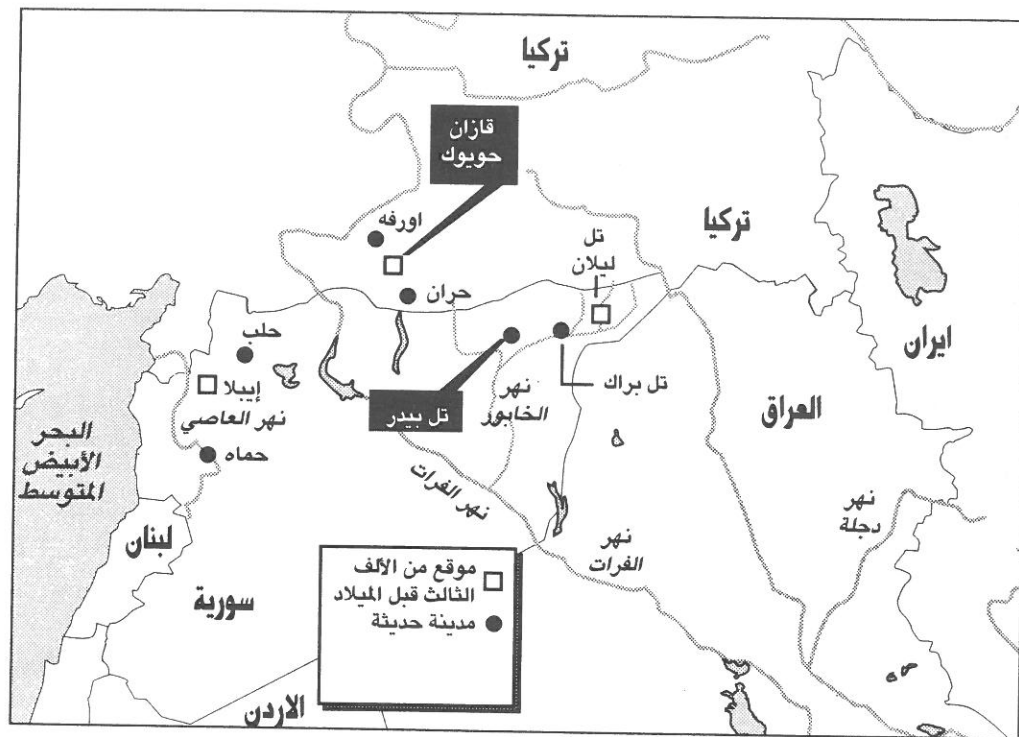 تركيا
قازان
حويوك
اورفه
تل
ليلان
تركيا
حران
ايران
حلب
إيبلا
نهر العاصي
حماه
تل بيدر
نهر
الخابور
تل براك
العراق
البحر
الأبيض
المتوسط
نهر الفرات
نهر
الفرات
نهر
دجلة
لبنان
سورية
موقع من الألف
الثالث قبل الميلاد
مدينة حديثة
الاردن